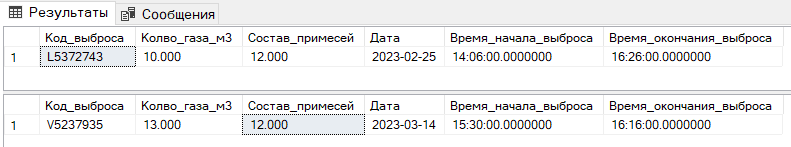 Результаты Сообщения
Код_выброса Колво_газа_м3 Состав_примесей Дата Время_начала_выброса Время_окончания_выброса
1 L5372743 10.000 12.000 2023-02-25 14:06:00.0000000 16:26:00.0000000
Код_выброса Колво_газа_м3 Состав_примесей Дата Время_начала_выброса Время_окончания_выброса
1 V5237935 13.000 12.000 2023-03-14 15:30:00.0000000 16:16:00.0000000